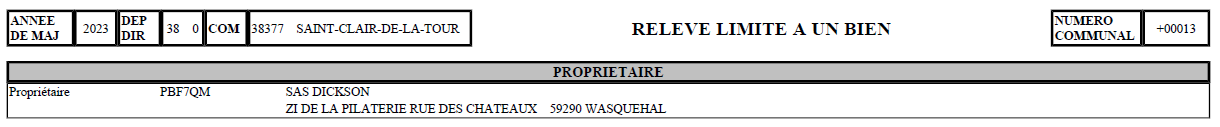 ANNEE DE MAJ 2023 DEP DIR 38 0 COM 38377 SAINT-CLAIR-DE-LA-TOUR RELEVE LIMITE A UN BIEN NUMERO COMMUNAL +00013
PROPRIETAIRE
Propriétaire PBF7QM SAS DICKSON
ZI DE LA PILATERIE RUE DES CHATEAUX 59290 WASQUEHAL